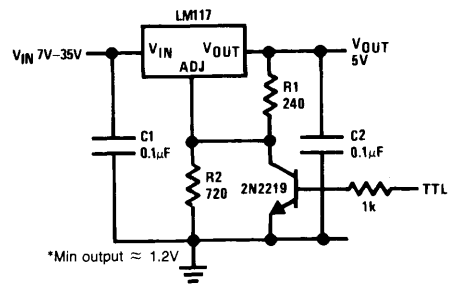 LM117
V_IN 7V–35V
V_IN
V_OUT
ADJ
V_OUT
5V
R1
240
C1
0.1μF
C2
0.1μF
R2
720
2N2219
1k
TTL
*Min output ≈ 1.2V